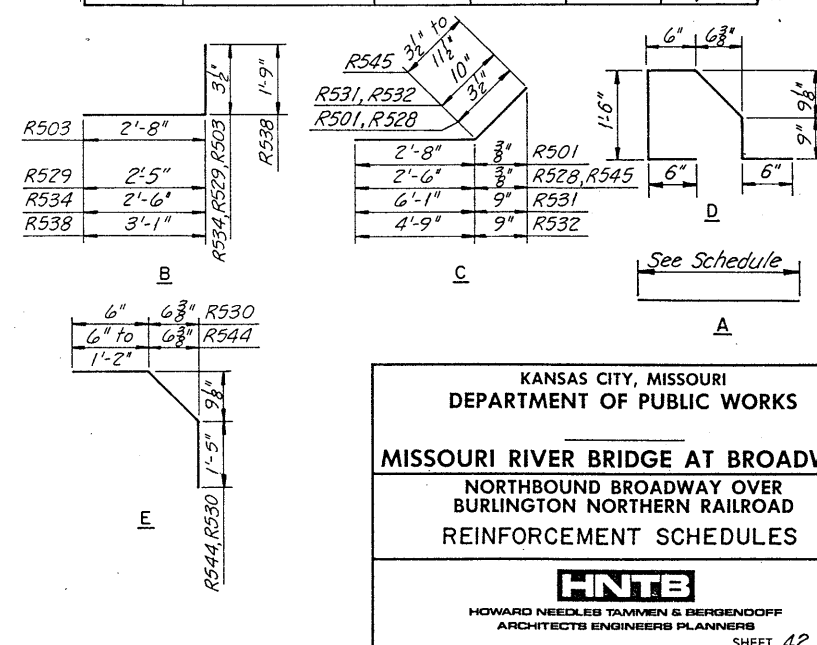 R503
2'-8"
R529
2'-5"
R534
2'-6"
R538
3'-1"
3½"
R534, R529, R503
1'-9"
R538
B
R545
3½" to
11½"
R531, R532
10"
R501, R528
3½"
2'-8"
⅜"
R501
2'-6"
⅜"
R528, R545
6'-1"
9"
R531
4'-9"
9"
R532
C
6"
6⅜"
1'-6"
9⅛"
9"
6"
6"
D
See Schedule
A
6"
6⅜"
R530
6" to
6⅜"
R544
1'-2"
9⅛"
1'-5"
R544, R530
E
KANSAS CITY, MISSOURI
DEPARTMENT OF PUBLIC WORKS
MISSOURI RIVER BRIDGE AT BROADW
NORTHBOUND BROADWAY OVER
BURLINGTON NORTHERN RAILROAD
REINFORCEMENT SCHEDULES
HNTB
HOWARD NEEDLES TAMMEN & BERGENDOFF
ARCHITECTS ENGINEERS PLANNERS
SHEET 42